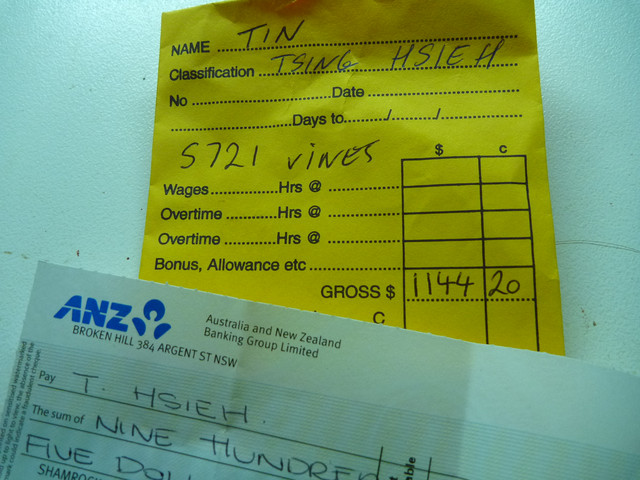 NAME TIN
Classification TSING HSIEH
No Date
Days to / /
5721 VINES
$ c
Wages Hrs @
Overtime Hrs @
Overtime Hrs @
Bonus, Allowance etc
GROSS $ 1144 20
C
ANZ
Australia and New Zealand
Banking Group Limited
BROKEN HILL 384 ARGENT ST NSW
Pay T. HSIEH
The sum of NINE HUNDRED
FIVE